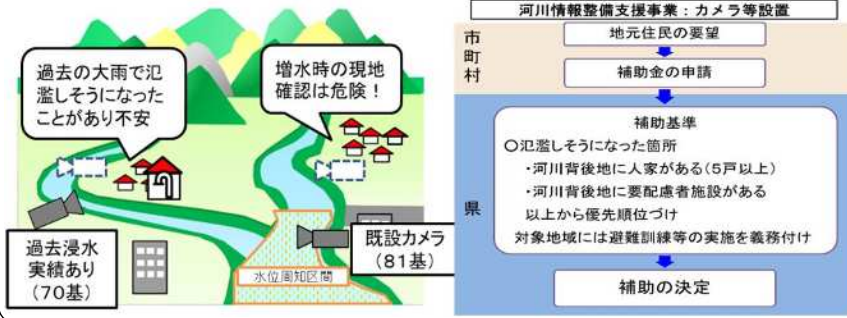 過去の大雨で氾
濫しそうになった
ことがあり不安
増水時の現地
確認は危険！
過去浸水
実績あり
（70基）
水位周知区間
既設カメラ
（81基）
河川情報整備支援事業：カメラ等設置
市町村
地元住民の要望
補助金の申請
県
補助基準
○氾濫しそうになった箇所
・河川背後地に人家がある（5戸以上）
・河川背後地に要配慮者施設がある
以上から優先順位づけ
対象地域には避難訓練等の実施を義務付け
補助の決定